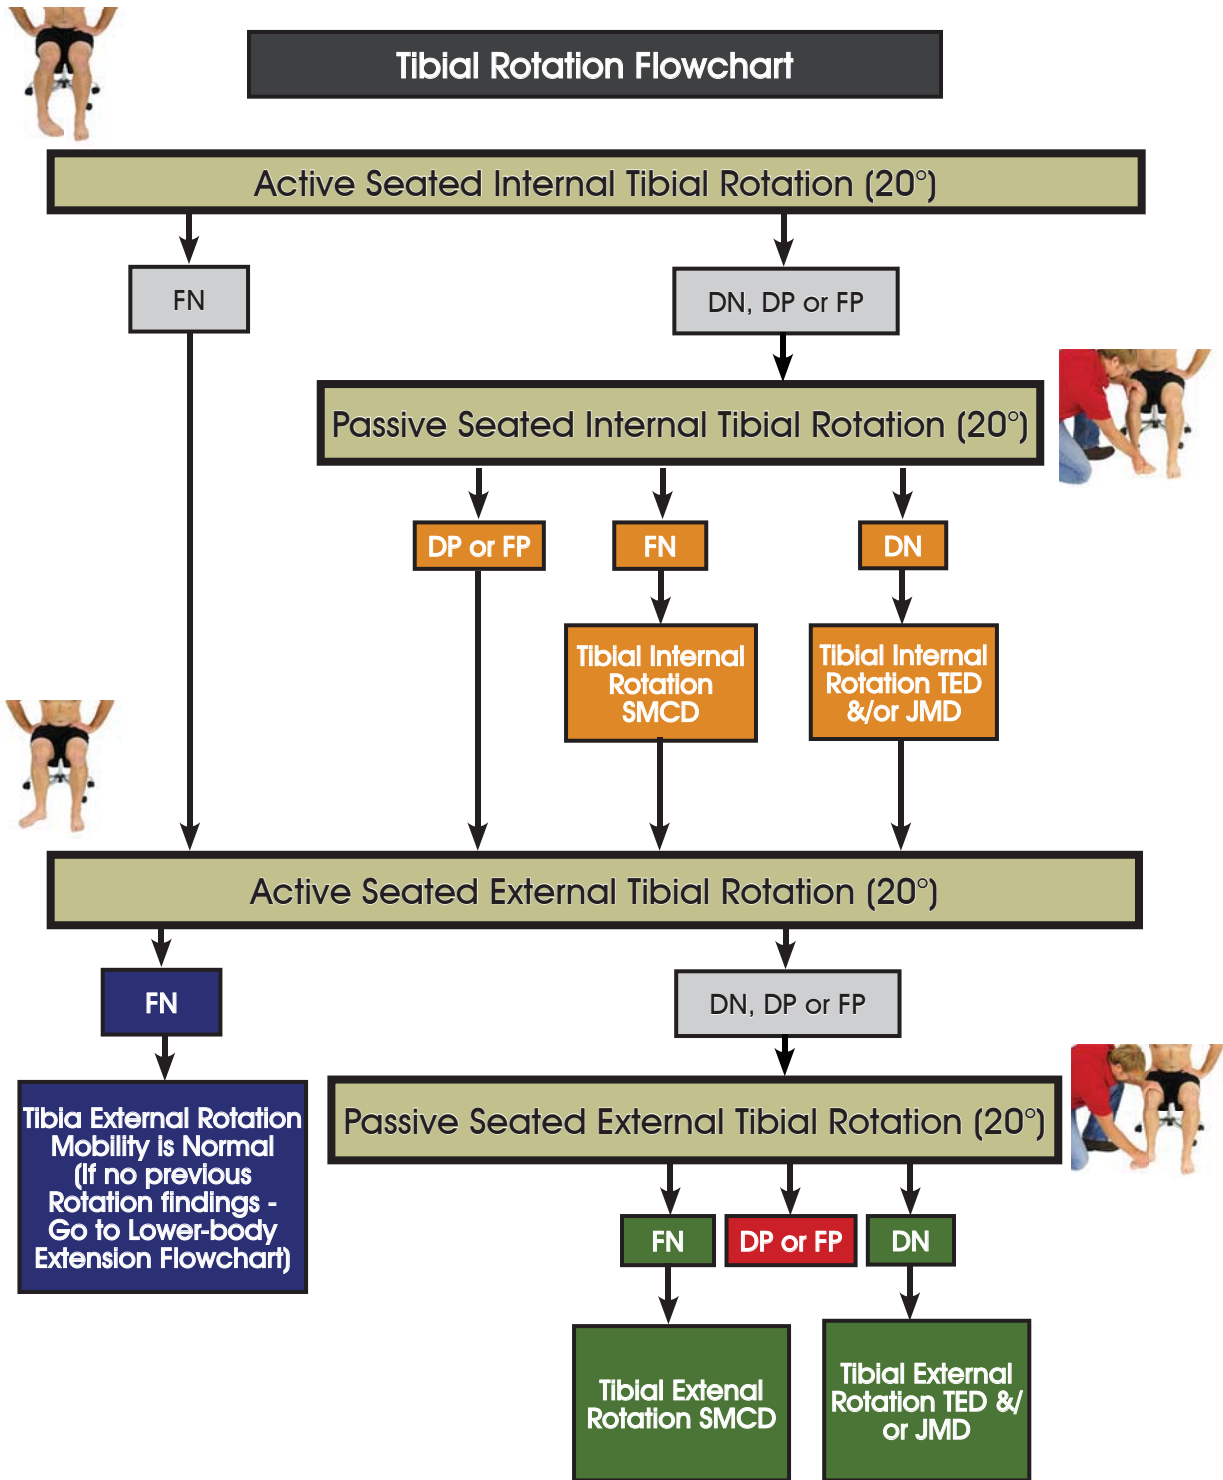 Tibial Rotation Flowchart
Active Seated Internal Tibial Rotation (20°)
FN
DN, DP or FP
Passive Seated Internal Tibial Rotation (20°)
DP or FP
FN
DN
Tibial Internal
Rotation
SMCD
Tibial Internal
Rotation TED
&/or JMD
Active Seated External Tibial Rotation (20°)
FN
DN, DP or FP
Tibia External Rotation
Mobility is Normal
(If no previous
Rotation findings -
Go to Lower-body
Extension Flowchart)
Passive Seated External Tibial Rotation (20°)
FN
DP or FP
DN
Tibial Extenal
Rotation SMCD
Tibial External
Rotation TED &/
or JMD